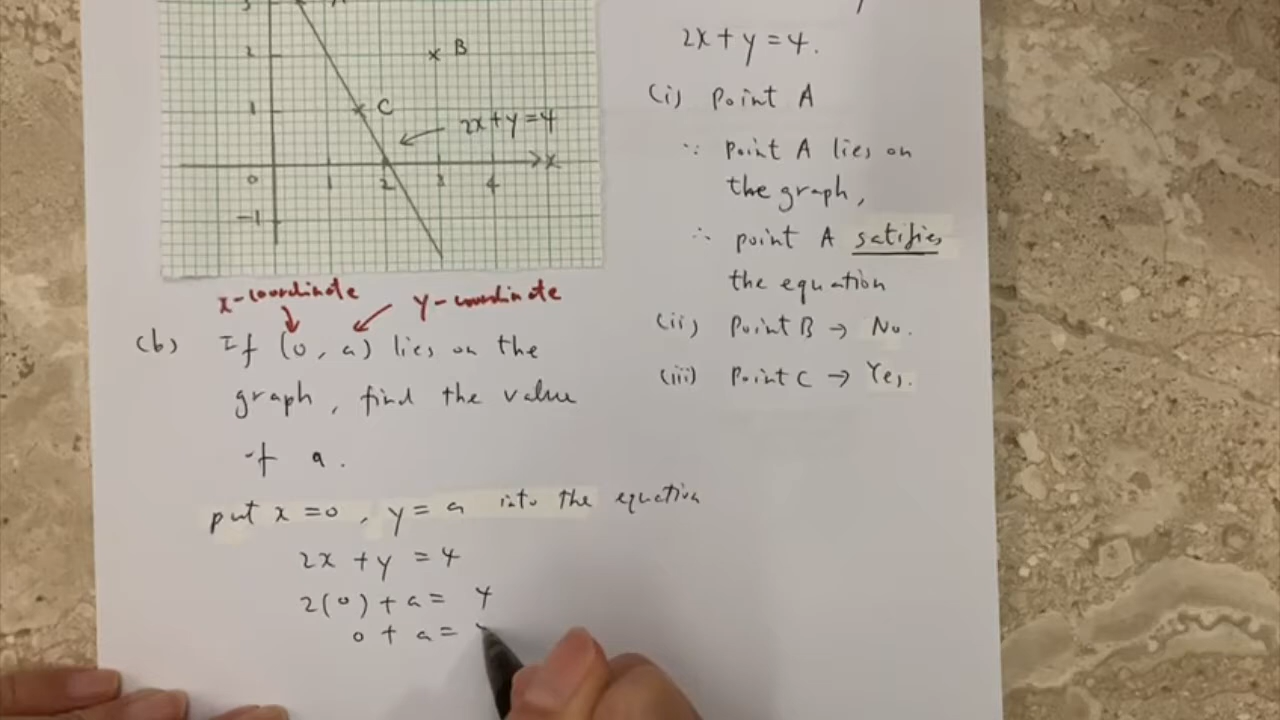 3
2 × B
1 C
2x+y=4
0 1 2 3 4 x
-1
x-coordinate y-coordinate
(b) If (0, a) lies on the
graph, find the value
of a.
put x=0, y=a into the equation
2x+y=4
2(0)+a=4
0+a=
2x+y=4.
(i) point A
∵ point A lies on
the graph,
∴ point A satifies
the equation
(ii) Point B → No.
(iii) Point C → Yes.